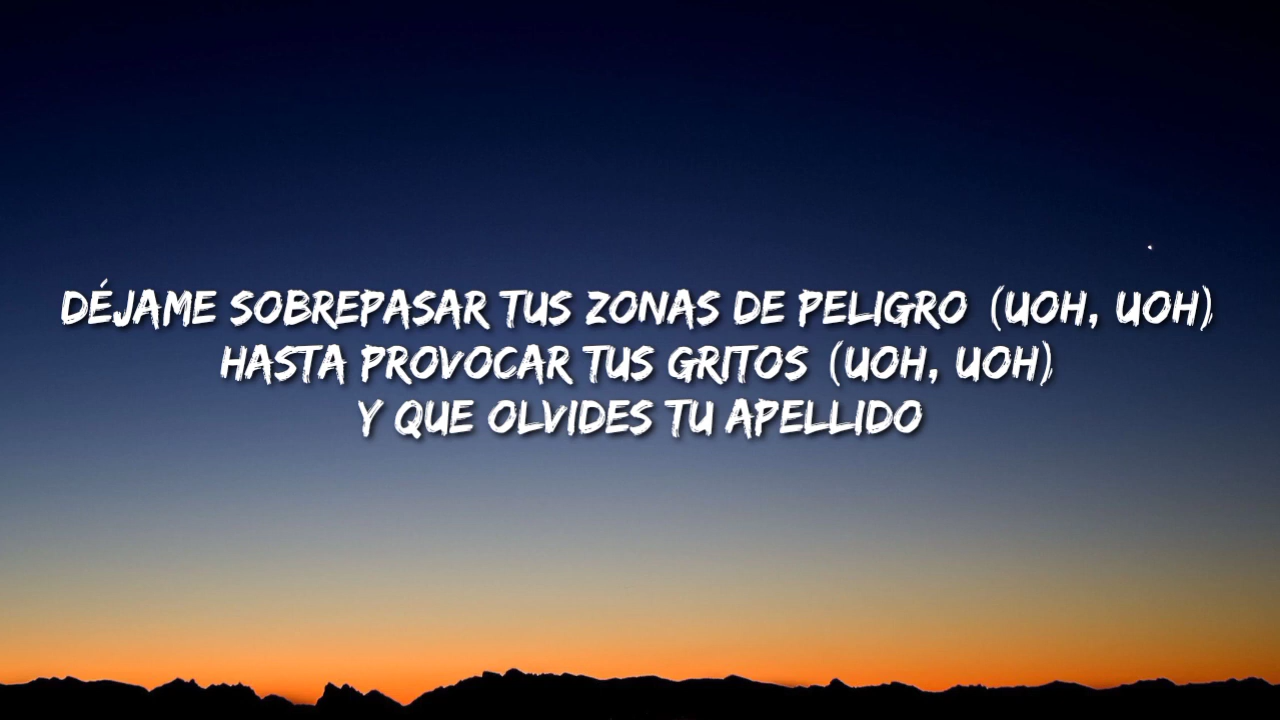 DÉJAME SOBREPASAR TUS ZONAS DE PELIGRO (UOH, UOH)
HASTA PROVOCAR TUS GRITOS (UOH, UOH)
Y QUE OLVIDES TU APELLIDO